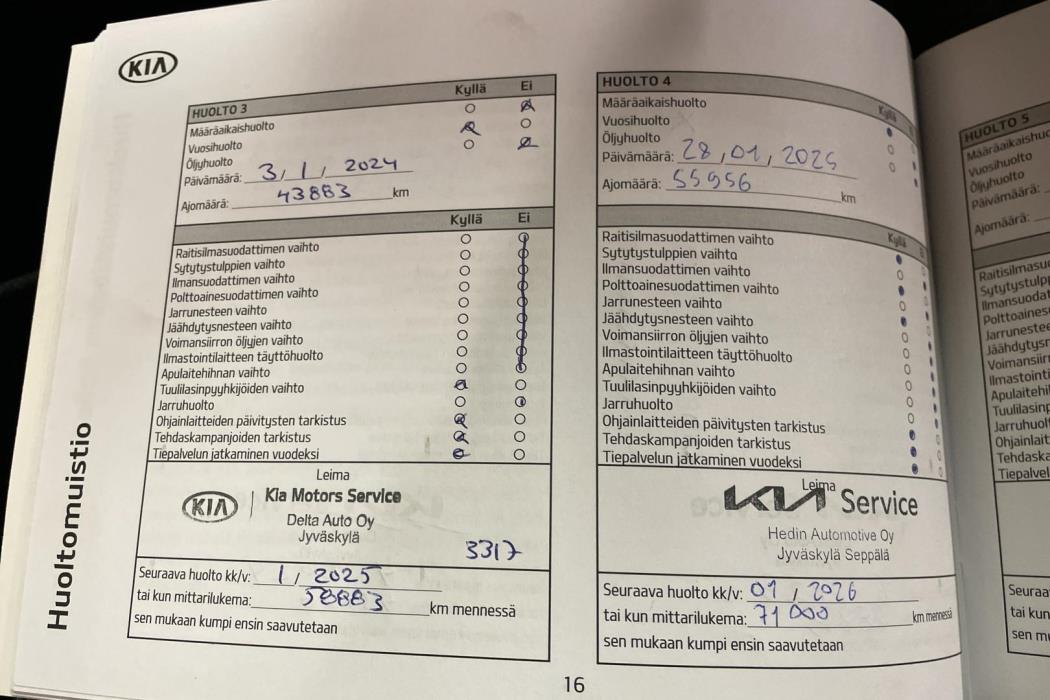 KIA
HUOLTO 3
Kyllä Ei
Määräaikaishuolto
Vuosihuolto
Öljyhuolto
Päivämäärä: 3 / 1 / 2024
Ajomäärä: 43883 km
Kyllä Ei
Raitisilmasuodattimen vaihto
Sytytystulppien vaihto
Ilmansuodattimen vaihto
Polttoainesuodattimen vaihto
Jarrunesteen vaihto
Jäähdytysnesteen vaihto
Voimansiirron öljyjen vaihto
Ilmastointilaitteen täyttöhuolto
Apulaitehihnan vaihto
Tuulilasinpyyhkijöiden vaihto
Jarruhuolto
Ohjainlaitteiden päivitysten tarkistus
Tehdaskampanjoiden tarkistus
Tiepalvelun jatkaminen vuodeksi
Leima
KIA Kia Motors Service
Delta Auto Oy
Jyväskylä
3317
Seuraava huolto kk/v: 1 / 2025
tai kun mittarilukema: 58883 km mennessä
sen mukaan kumpi ensin saavutetaan
HUOLTO 4
Kyllä
Määräaikaishuolto
Vuosihuolto
Öljyhuolto
Päivämäärä: 28 / 01 / 2025
Ajomäärä: 55956 km
Kyllä
Raitisilmasuodattimen vaihto
Sytytystulppien vaihto
Ilmansuodattimen vaihto
Polttoainesuodattimen vaihto
Jarrunesteen vaihto
Jäähdytysnesteen vaihto
Voimansiirron öljyjen vaihto
Ilmastointilaitteen täyttöhuolto
Apulaitehihnan vaihto
Tuulilasinpyyhkijöiden vaihto
Jarruhuolto
Ohjainlaitteiden päivitysten tarkistus
Tehdaskampanjoiden tarkistus
Tiepalvelun jatkaminen vuodeksi
Leima
KIA Service
Hedin Automotive Oy
Jyväskylä Seppälä
Seuraava huolto kk/v: 01 / 2026
tai kun mittarilukema: 71 000 km mennessä
sen mukaan kumpi ensin saavutetaan
HUOLTO 5
Vuosihuolto
Öljyhuolto
Päivämäärä:
Ajomäärä:
Huoltomuistio
16